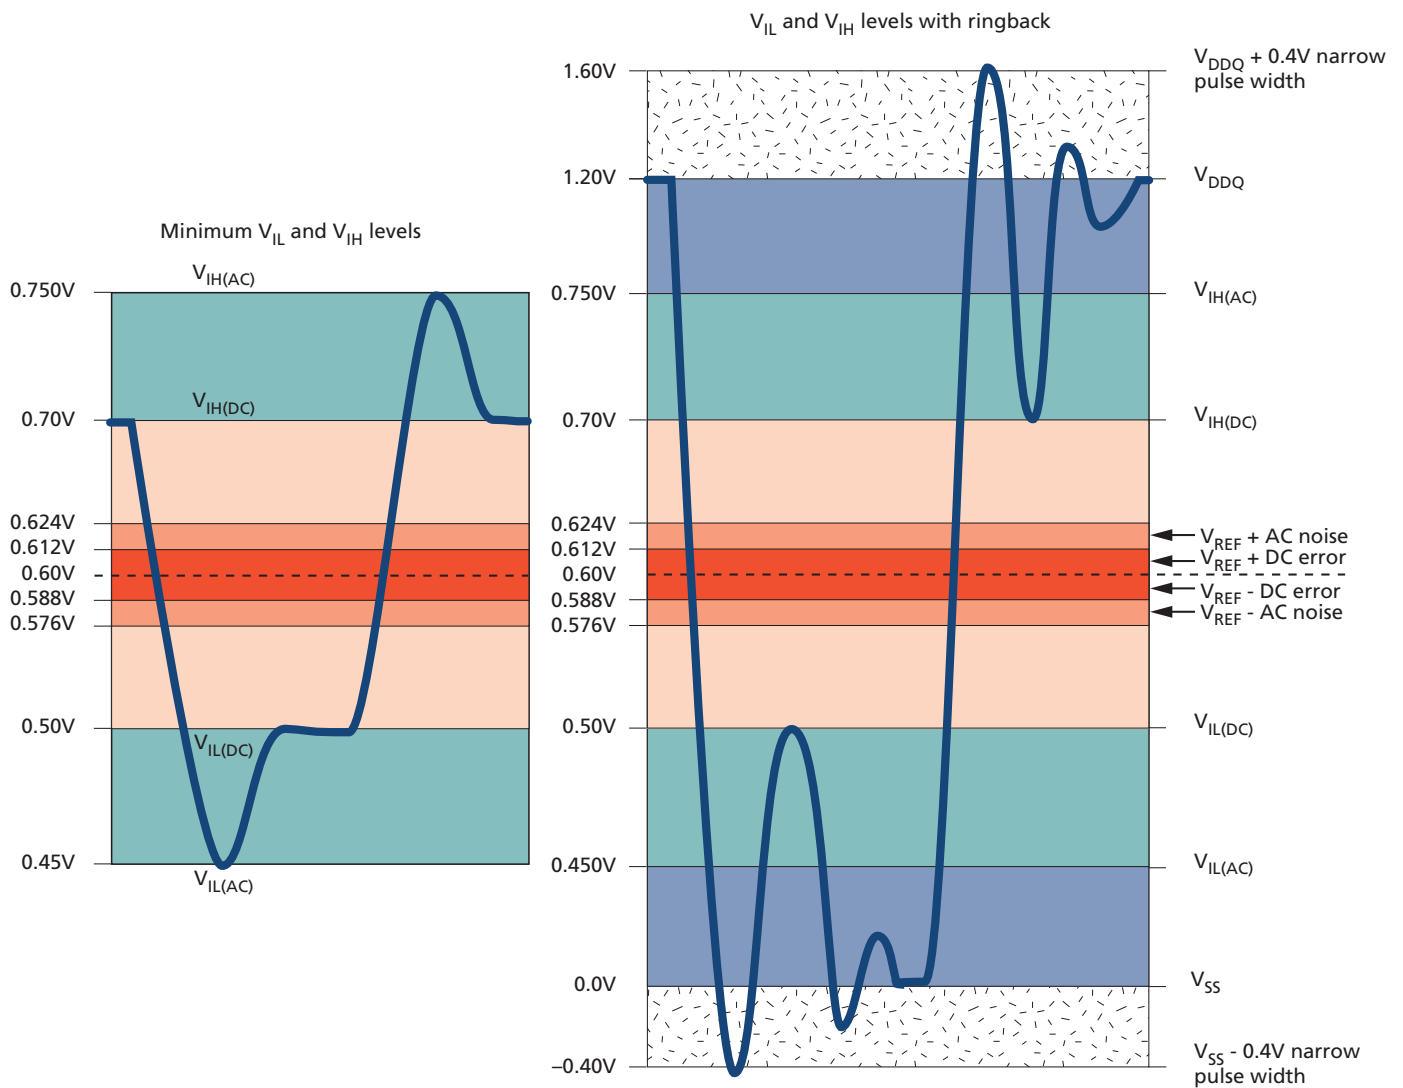 Minimum VIL and VIH levels
0.750V
VIH(AC)
0.70V
VIH(DC)
0.624V
0.612V
0.60V
0.588V
0.576V
0.50V
VIL(DC)
0.45V
VIL(AC)
VIL and VIH levels with ringback
1.60V
VDDQ + 0.4V narrow
pulse width
1.20V
VDDQ
0.750V
VIH(AC)
0.70V
VIH(DC)
0.624V
VREF + AC noise
0.612V
VREF + DC error
0.60V
0.588V
VREF - DC error
0.576V
VREF - AC noise
0.50V
VIL(DC)
0.450V
VIL(AC)
0.0V
VSS
−0.40V
VSS - 0.4V narrow
pulse width